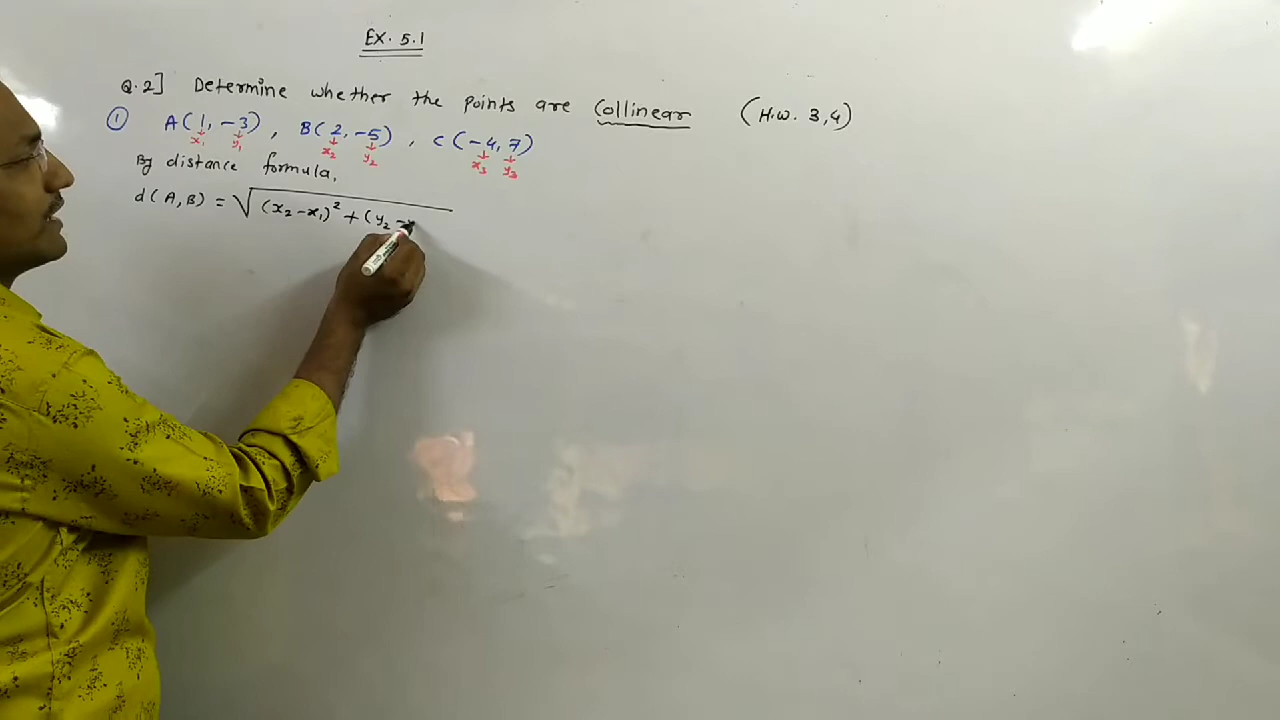 EX. 5.1
Q.2] Determine whether the points are Collinear (H.W. 3,4)
① A(1,-3), B(2,-5), C(-4,7)
x₁ y₁ x₂ y₂ x₃ y₃
By distance formula,
d(A,B) = √(x₂-x₁)² + (y₂-